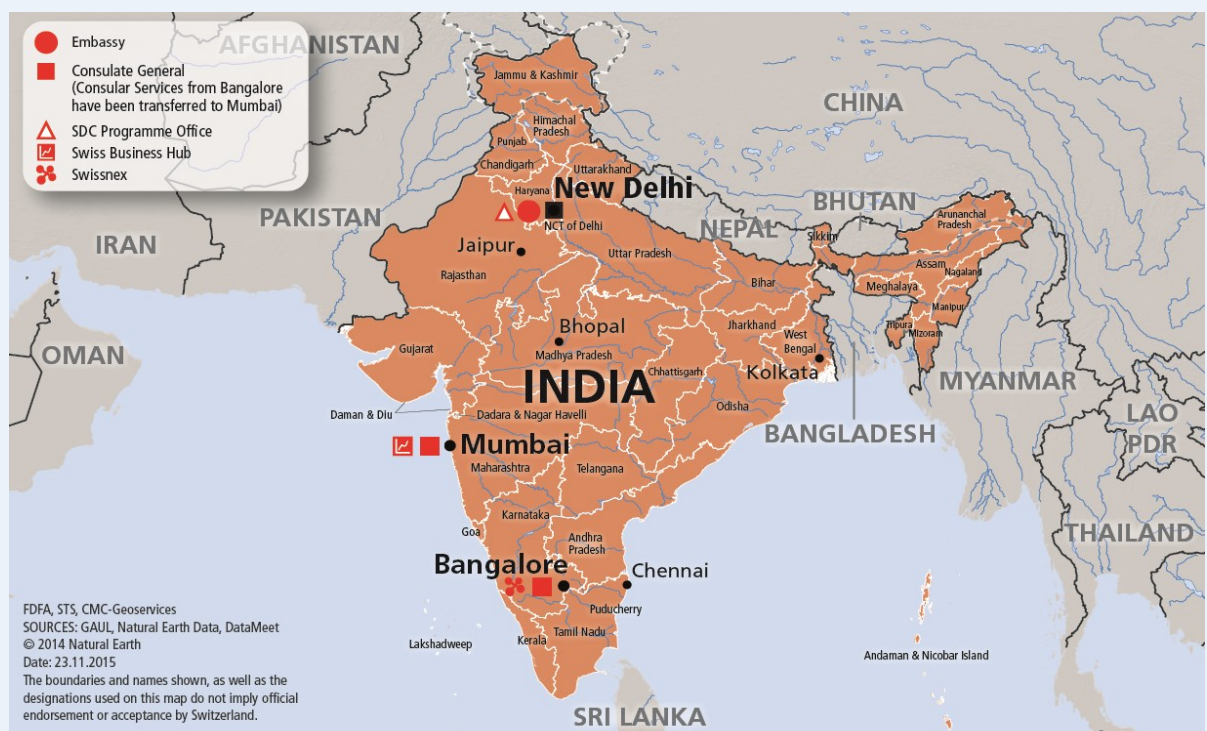 Embassy
Consulate General
(Consular Services from Bangalore
have been transferred to Mumbai)
SDC Programme Office
Swiss Business Hub
Swissnex
AFGHANISTAN
CHINA
Jammu & Kashmir
Himachal
Pradesh
Punjab
Chandigarh
Uttarakhand
Haryana
New Delhi
NCT of Delhi
PAKISTAN
IRAN
NEPAL
BHUTAN
Sikkim
Arunanchal
Pradesh
Jaipur
Rajasthan
Uttar Pradesh
Bihar
Assam
Nagaland
Meghalaya
Manipur
Tripura
Mizoram
OMAN
Gujarat
Bhopal
Madhya Pradesh
Jharkhand
West
Bengal
Chhattisgarh
Kolkata
INDIA
MYANMAR
LAO
PDR
Daman & Diu
Dadara & Nagar Havelli
Odisha
BANGLADESH
Mumbai
Maharashtra
Telangana
Karnataka
Goa
Andhra
Pradesh
THAILAND
Bangalore
Chennai
Puducherry
Lakshadweep
Kerala
Tamil Nadu
Andaman & Nicobar Island
SRI LANKA
FDFA, STS, CMC-Geoservices
SOURCES: GAUL, Natural Earth Data, DataMeet
© 2014 Natural Earth
Date: 23.11.2015
The boundaries and names shown, as well as the
designations used on this map do not imply official
endorsement or acceptance by Switzerland.